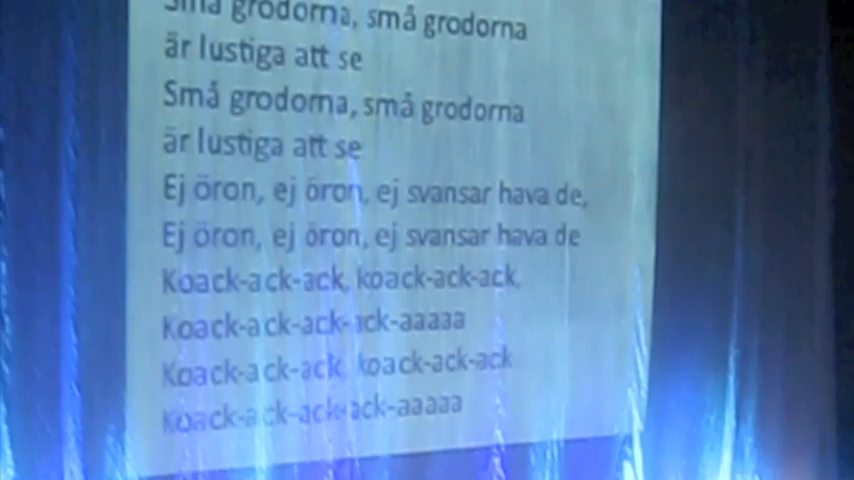 Små grodorna, små grodorna
är lustiga att se
Små grodorna, små grodorna
är lustiga att se
Ej öron, ej öron, ej svansar hava de,
Ej öron, ej öron, ej svansar hava de
Koack-ack-ack, koack-ack-ack,
Koack-ack-ack-ack-aaaaa
Koack-ack-ack, koack-ack-ack
Koack-ack-ack-ack-aaaaa